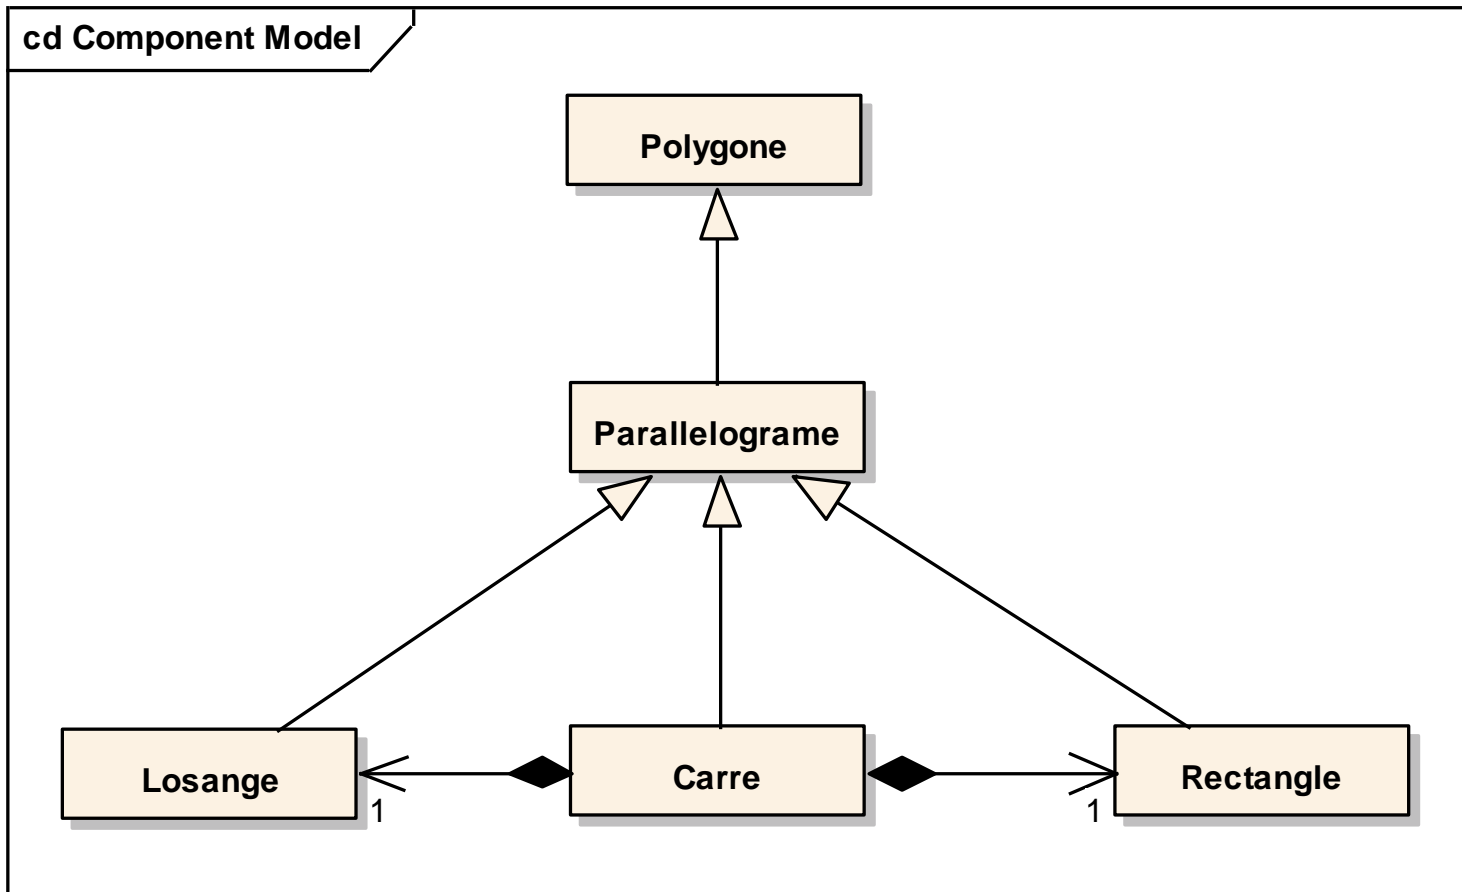 cd Component Model
Polygone
Parallelograme
Losange
1
Carre
1
Rectangle